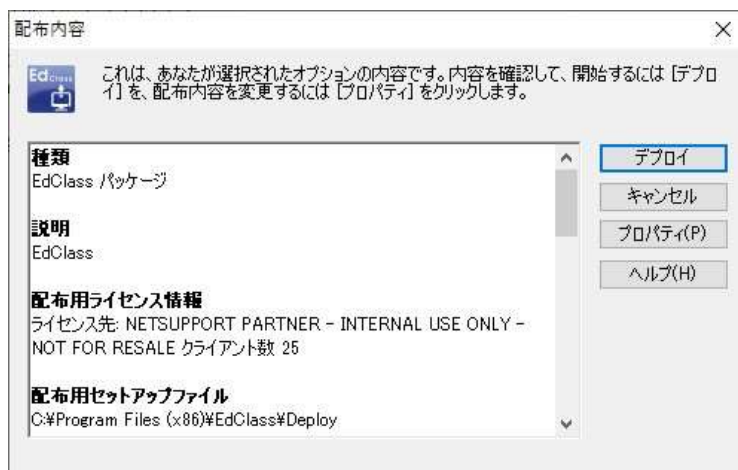 配布内容
Ed class
これは、あなたが選択されたオプションの内容です。内容を確認して、開始するには [デプロ
イ] を、配布内容を変更するには [プロパティ] をクリックします。
種類
EdClass パッケージ
説明
EdClass
配布用ライセンス情報
ライセンス先: NETSUPPORT PARTNER - INTERNAL USE ONLY -
NOT FOR RESALE クライアント数 25
配布用セットアップファイル
C:¥Program Files (x86)¥EdClass¥Deploy
デプロイ
キャンセル
プロパティ(P)
ヘルプ(H)